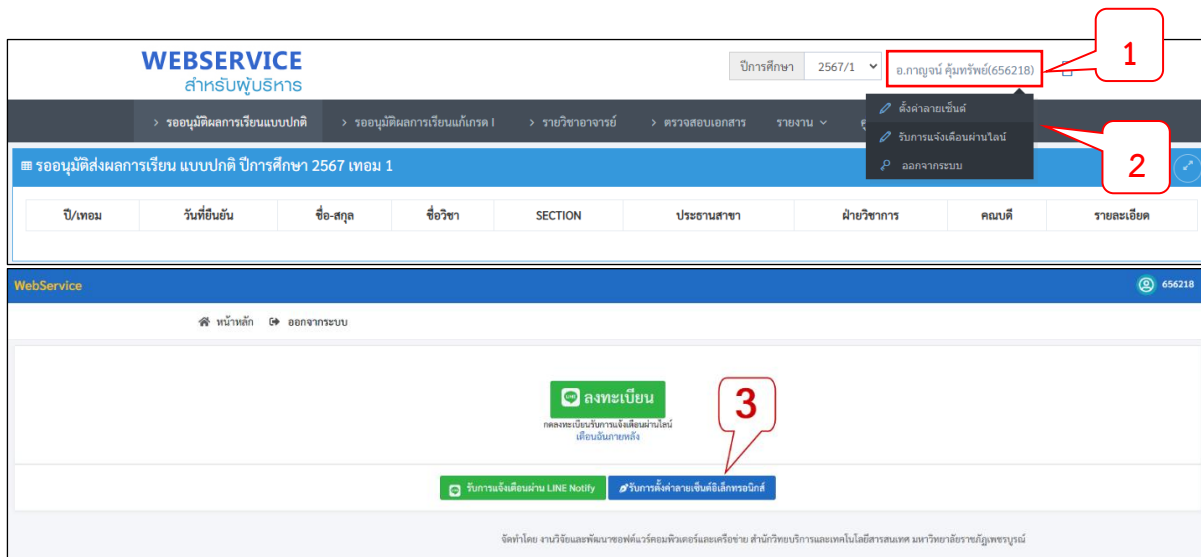 1
WEBSERVICE
สำหรับผู้บริหาร
ปีการศึกษา 2567/1 อ.กาญจน์ คุ้มทรัพย์(656218)
> รออนุมัติผลการเรียนแบบปกติ > รออนุมัติผลการเรียนแก้เกรด I > รายวิชาอาจารย์ > ตรวจสอบเอกสาร รายงาน
ตั้งค่าลายเซ็นต์
รับการแจ้งเตือนผ่านไลน์
ออกจากระบบ
2
รออนุมัติส่งผลการเรียน แบบปกติ ปีการศึกษา 2567 เทอม 1
ปี/เทอม วันที่ยืนยัน ชื่อ-สกุล ชื่อวิชา SECTION ประธานสาขา ฝ่ายวิชาการ คณบดี รายละเอียด
WebService 656218
หน้าหลัก ออกจากระบบ
ลงทะเบียน
3
กดลงทะเบียนรับการแจ้งเตือนผ่านไลน์
เตือนฉันภายหลัง
รับการแจ้งเตือนผ่าน LINE Notify รับการตั้งค่าลายเซ็นต์อิเล็กทรอนิกส์
จัดทำโดย งานวิจัยและพัฒนาซอฟต์แวร์คอมพิวเตอร์และเครือข่าย สำนักวิทยบริการและเทคโนโลยีสารสนเทศ มหาวิทยาลัยราชภัฏเพชรบูรณ์